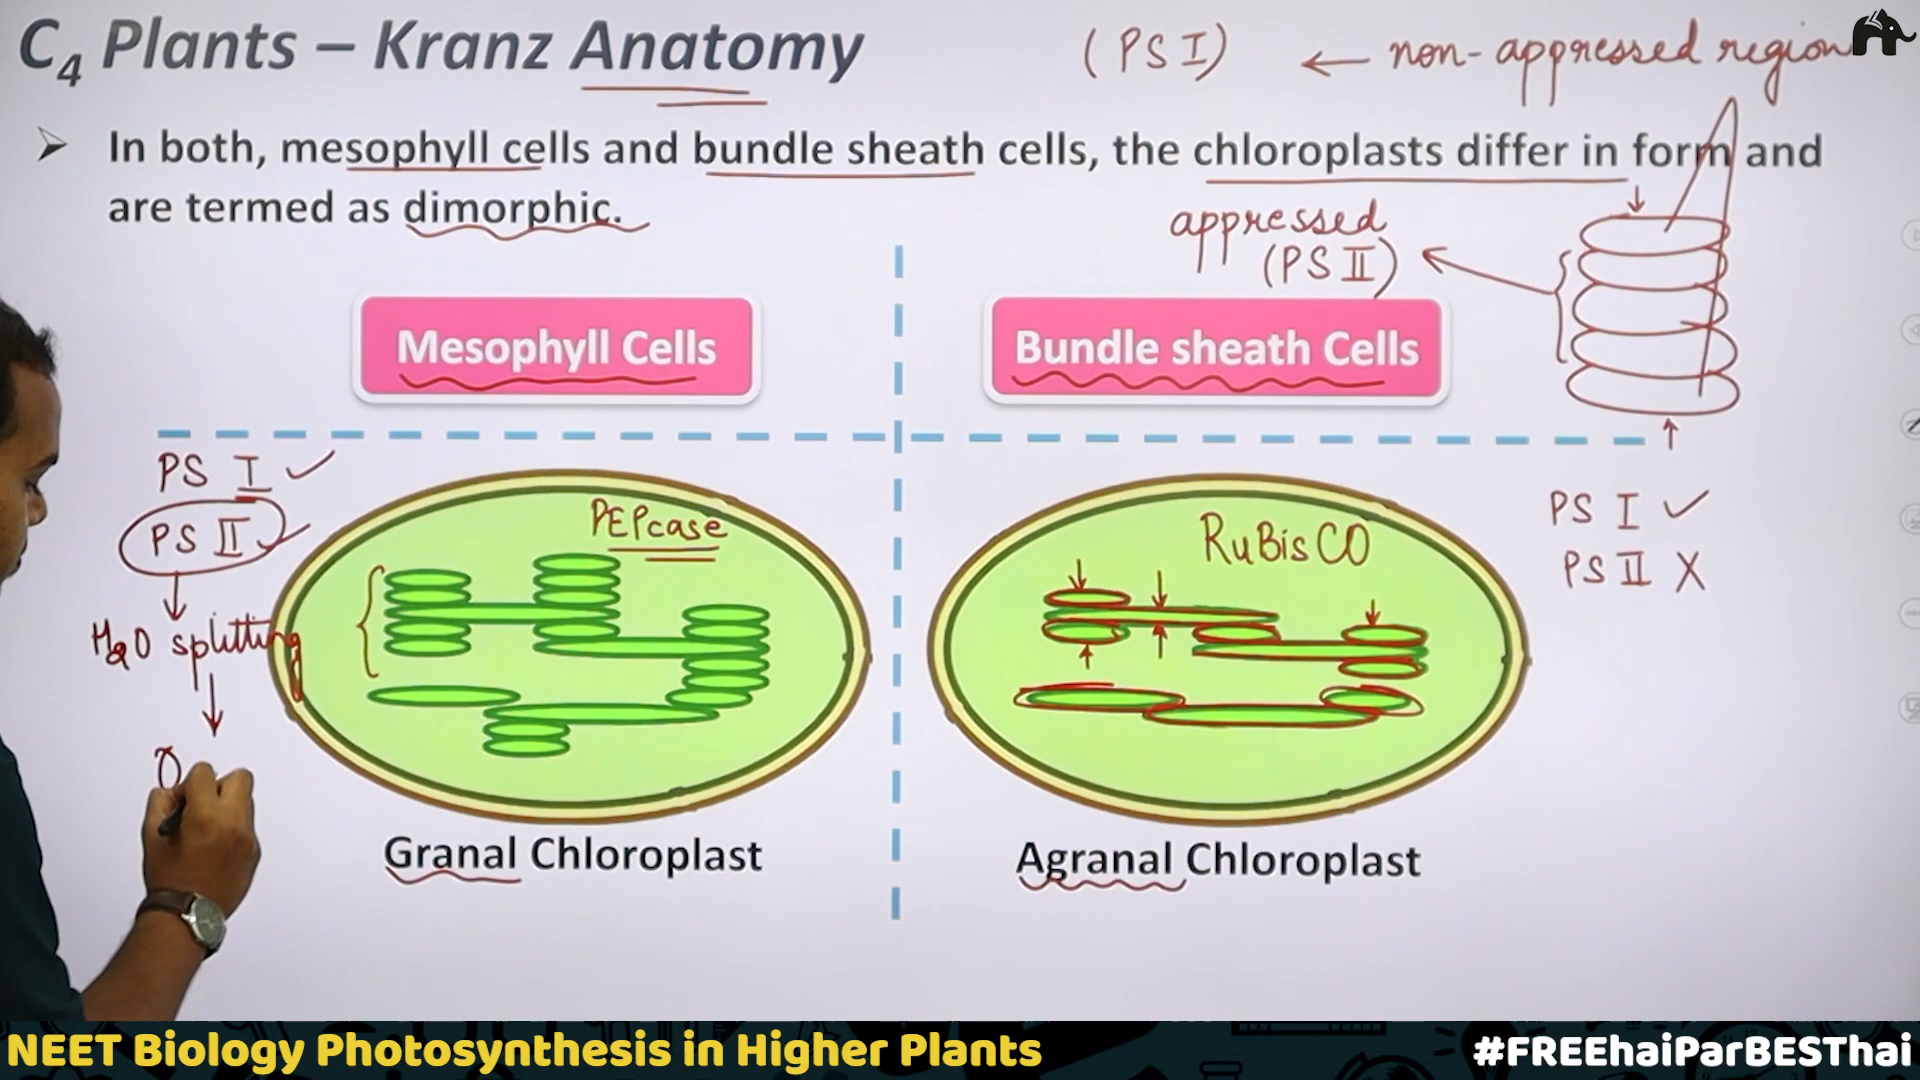 C4 Plants – Kranz Anatomy
(PS I) ← non-appressed region
➢ In both, mesophyll cells and bundle sheath cells, the chloroplasts differ in form and
are termed as dimorphic.
appressed
(PS II)
Mesophyll Cells
Bundle sheath Cells
PS I ✓
PS II ✓
H2O splitting
O
PEPcase
RuBisCO
PS I ✓
PS II X
Granal Chloroplast
Agranal Chloroplast
NEET Biology Photosynthesis in Higher Plants
#FREEhaiParBESThai